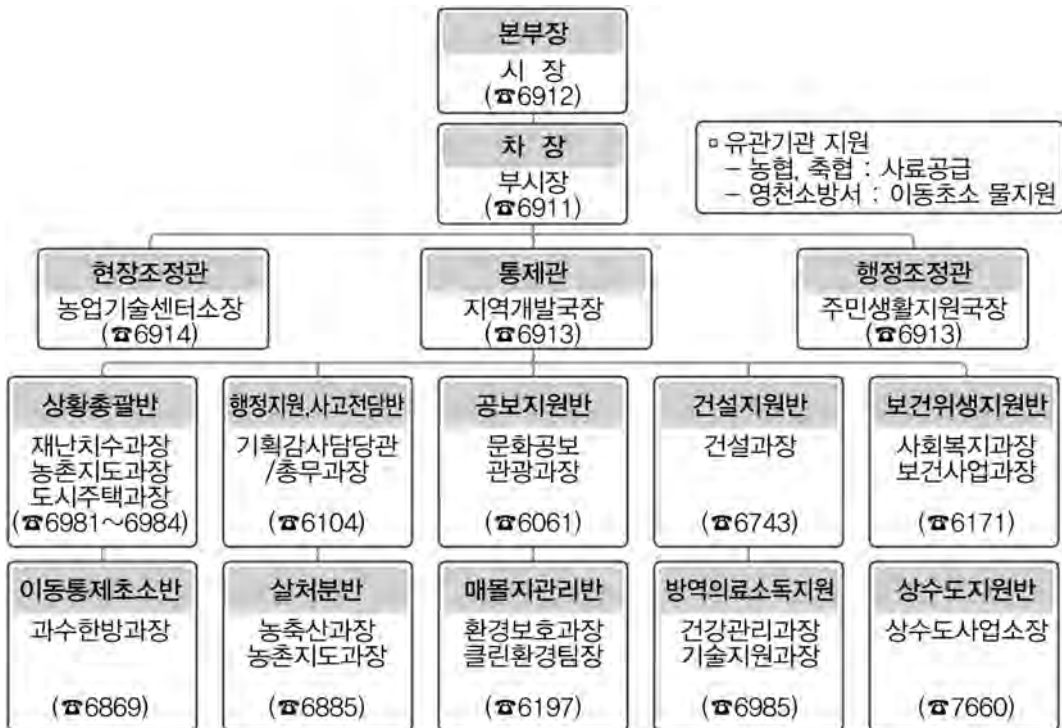 본부장
시 장
(☎6912)
차 장
부시장
(☎6911)
▫ 유관기관 지원
– 농협, 축협 : 사료공급
– 영천소방서 : 이동초소 물지원
현장조정관
농업기술센터소장
(☎6914)
통제관
지역개발국장
(☎6913)
행정조정관
주민생활지원국장
(☎6913)
상황총괄반
재난치수과장
농촌지도과장
도시주택과장
(☎6981~6984)
행정지원,사고전담반
기획감사담당관
/총무과장
(☎6104)
공보지원반
문화공보
관광과장
(☎6061)
건설지원반
건설과장
(☎6743)
보건위생지원반
사회복지과장
보건사업과장
(☎6171)
이동통제초소반
과수한방과장
(☎6869)
살처분반
농축산과장
농촌지도과장
(☎6885)
매몰지관리반
환경보호과장
클린환경팀장
(☎6197)
방역의료소독지원
건강관리과장
기술지원과장
(☎6985)
상수도지원반
상수도사업소장
(☎7660)